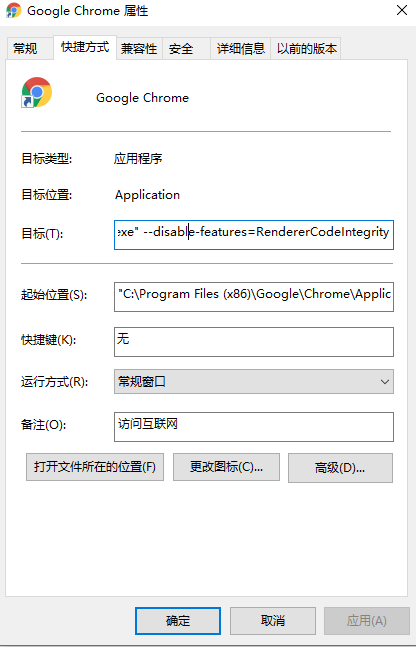 Google Chrome 属性
常规 快捷方式 兼容性 安全 详细信息 以前的版本
Google Chrome
目标类型: 应用程序
目标位置: Application
目标(T): exe" --disable-features=RendererCodeIntegrity
起始位置(S): "C:\Program Files (x86)\Google\Chrome\Applic
快捷键(K): 无
运行方式(R): 常规窗口
备注(O): 访问互联网
打开文件所在的位置(F) 更改图标(C)... 高级(D)...
确定 取消 应用(A)